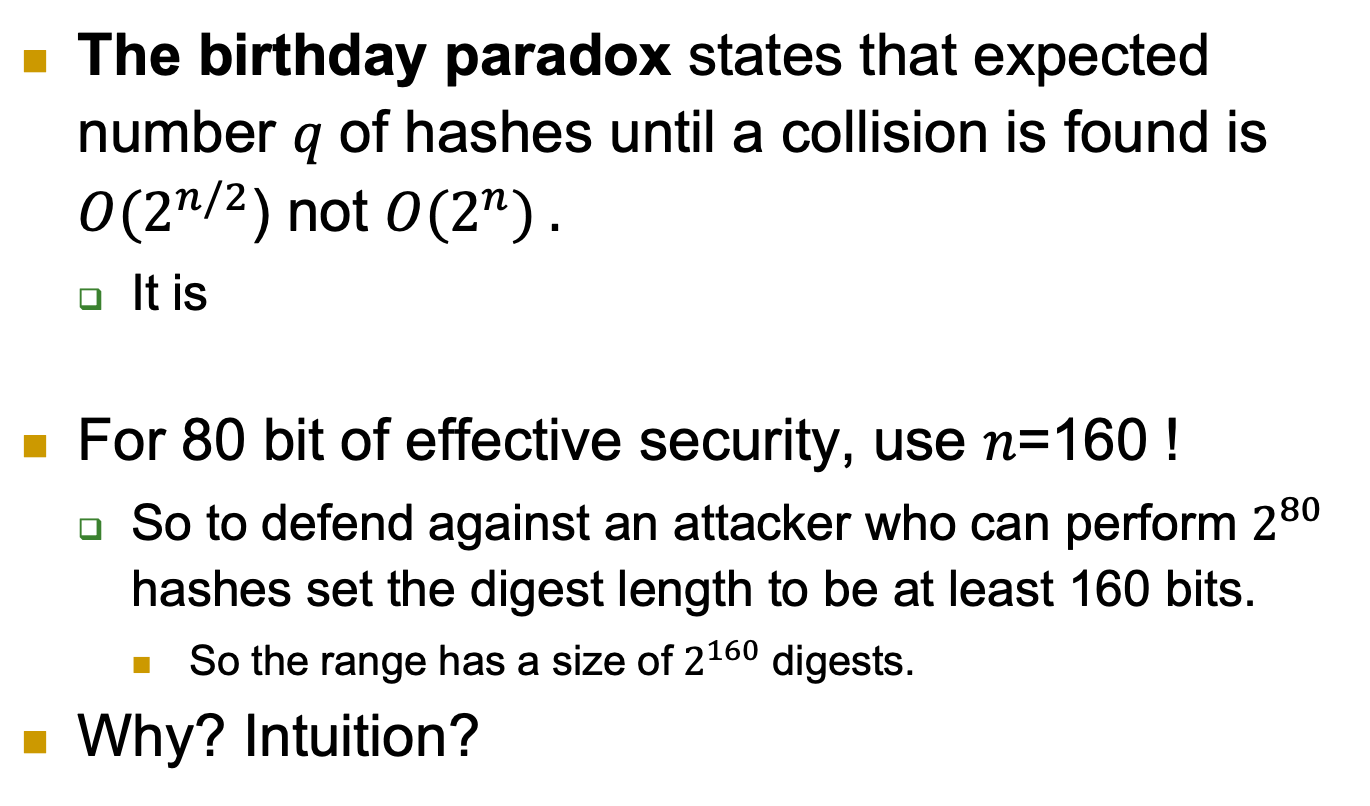 The birthday paradox states that expected
number q of hashes until a collision is found is
O(2^{n/2}) not O(2^n) .
It is
For 80 bit of effective security, use n=160 !
So to defend against an attacker who can perform 2^{80}
hashes set the digest length to be at least 160 bits.
So the range has a size of 2^{160} digests.
Why? Intuition?